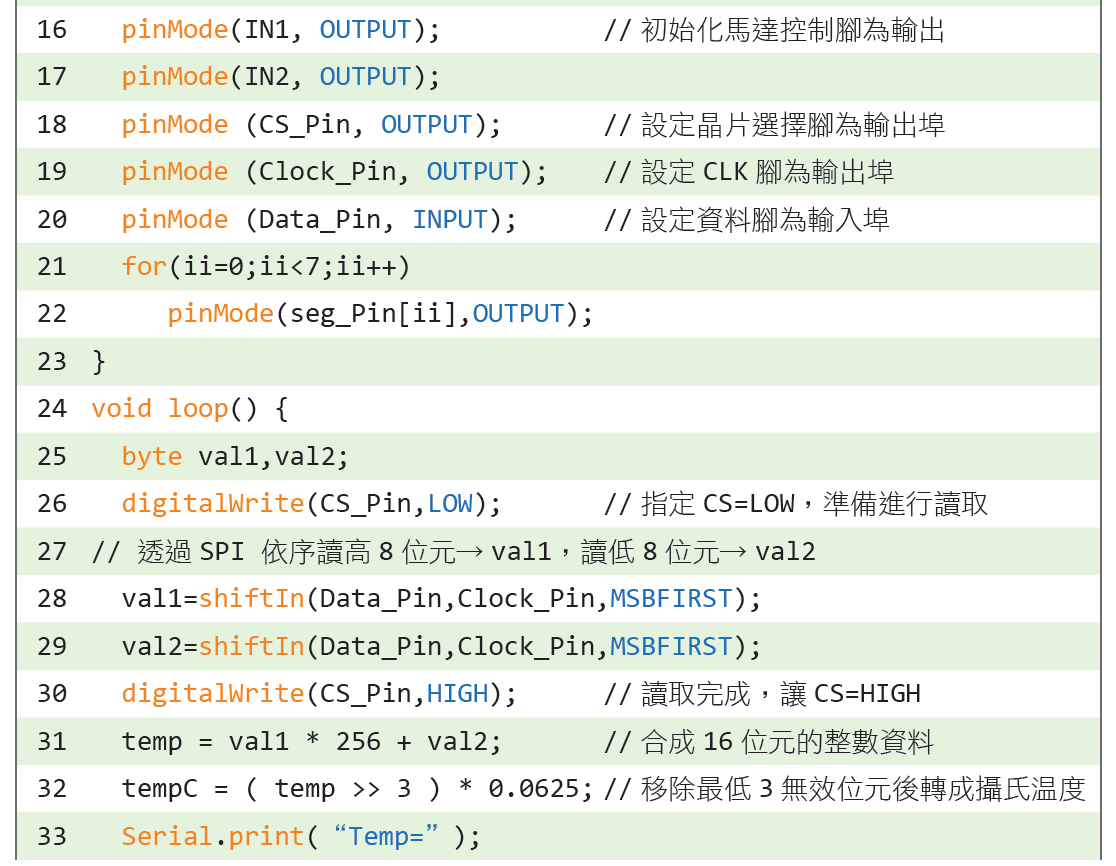 16 pinMode(IN1, OUTPUT); // 初始化馬達控制腳為輸出
17 pinMode(IN2, OUTPUT);
18 pinMode (CS_Pin, OUTPUT); // 設定晶片選擇腳為輸出埠
19 pinMode (Clock_Pin, OUTPUT); // 設定 CLK 腳為輸出埠
20 pinMode (Data_Pin, INPUT); // 設定資料腳為輸入埠
21 for(ii=0;ii<7;ii++)
22 pinMode(seg_Pin[ii],OUTPUT);
23 }
24 void loop() {
25 byte val1,val2;
26 digitalWrite(CS_Pin,LOW); // 指定 CS=LOW，準備進行讀取
27 // 透過 SPI 依序讀高 8 位元→ val1，讀低 8 位元→ val2
28 val1=shiftIn(Data_Pin,Clock_Pin,MSBFIRST);
29 val2=shiftIn(Data_Pin,Clock_Pin,MSBFIRST);
30 digitalWrite(CS_Pin,HIGH); // 讀取完成，讓 CS=HIGH
31 temp = val1 * 256 + val2; // 合成 16 位元的整數資料
32 tempC = ( temp >> 3 ) * 0.0625; // 移除最低 3 無效位元後轉成攝氏温度
33 Serial.print( “Temp=” );